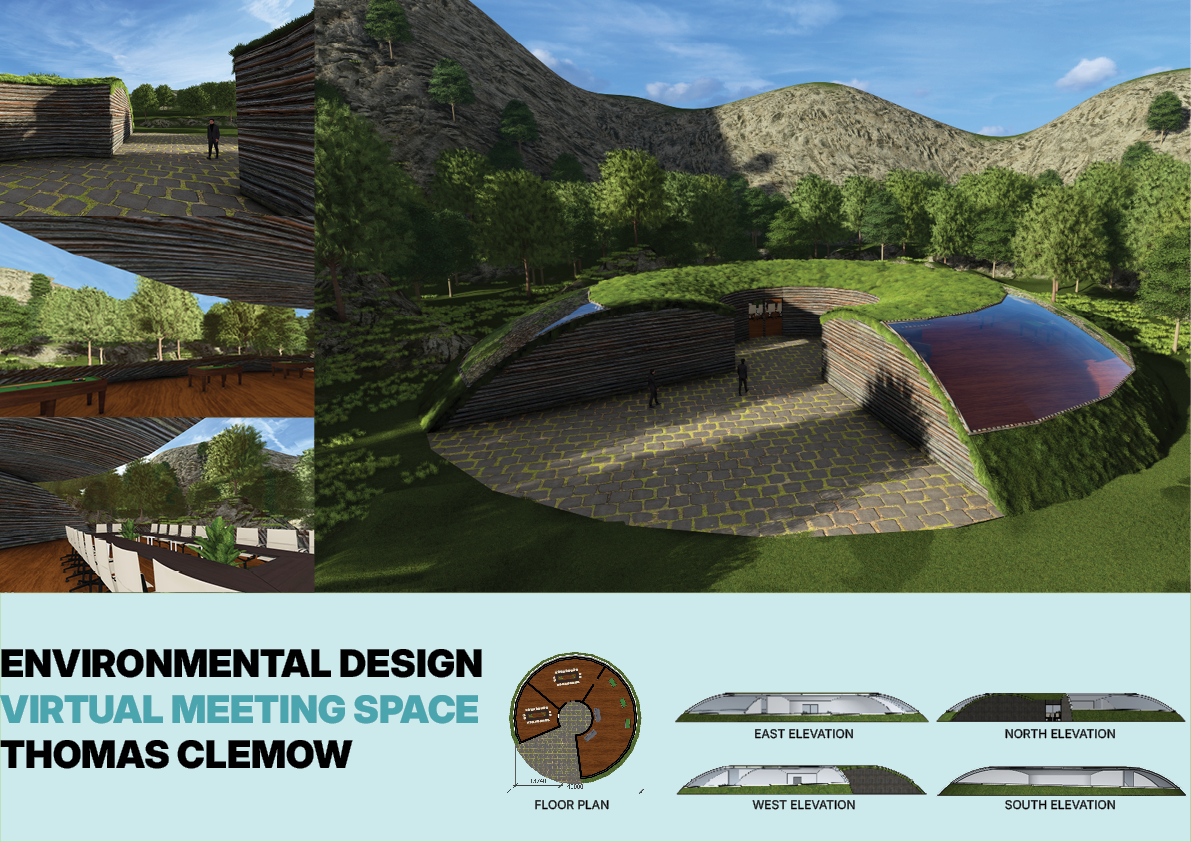 ENVIRONMENTAL DESIGN
VIRTUAL MEETING SPACE
THOMAS CLEMOW
FLOOR PLAN
EAST ELEVATION
NORTH ELEVATION
WEST ELEVATION
SOUTH ELEVATION